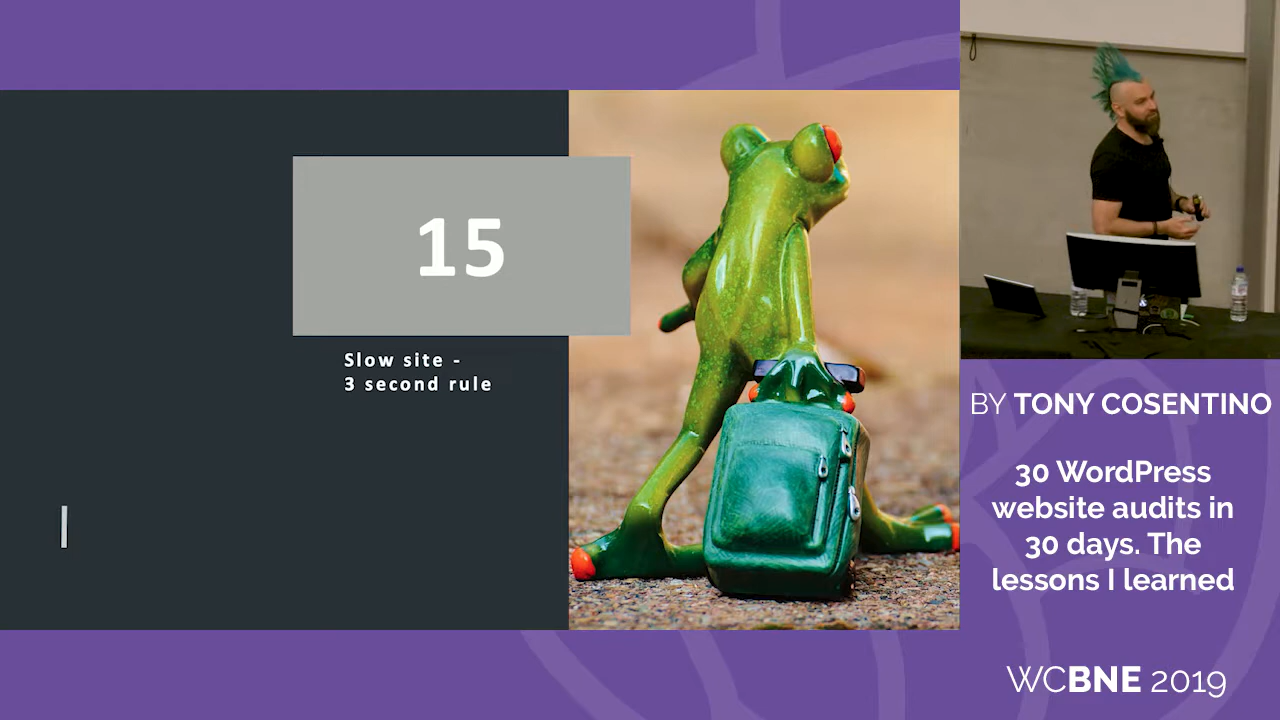 15
Slow site -
3 second rule
BY TONY COSENTINO
30 WordPress
website audits in
30 days. The
lessons I learned
WCBNE 2019